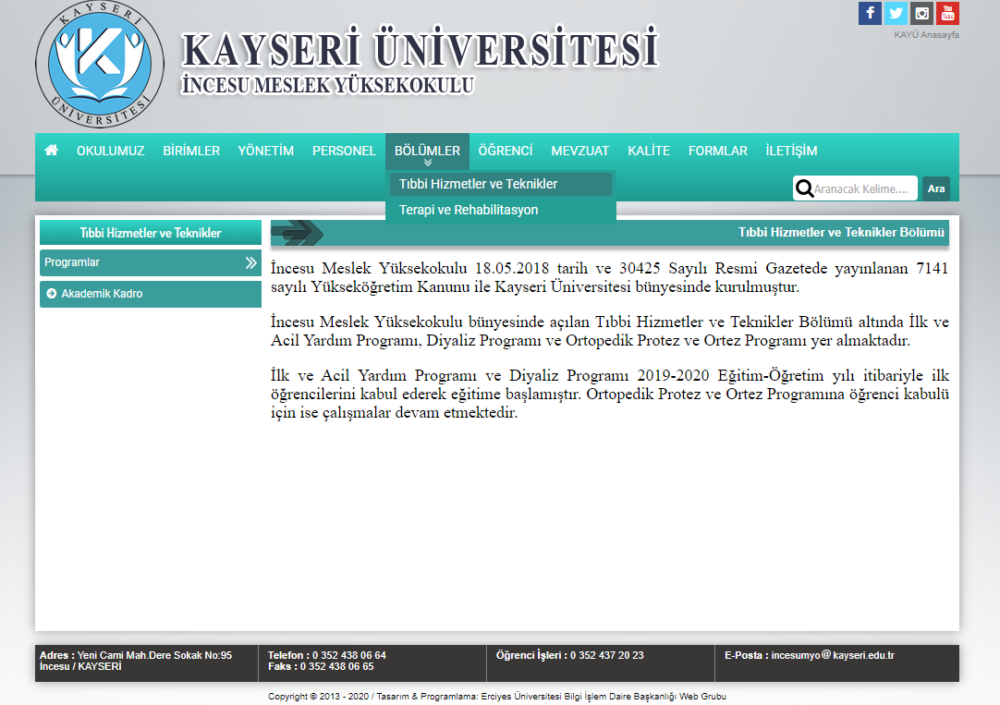 KAYSERİ
ÜNİVERSİTESİ
KAYSERİ ÜNİVERSİTESİ
İNCESU MESLEK YÜKSEKOKULU
You
Tube
KAYÜ Anasayfa
OKULUMUZ BİRİMLER YÖNETİM PERSONEL BÖLÜMLER ÖĞRENCİ MEVZUAT KALİTE FORMLAR İLETİŞİM
Tıbbi Hizmetler ve Teknikler
Terapi ve Rehabilitasyon
Aranacak Kelime.... Ara
Tıbbi Hizmetler ve Teknikler
Programlar
Akademik Kadro
Tıbbi Hizmetler ve Teknikler Bölümü
İncesu Meslek Yüksekokulu 18.05.2018 tarih ve 30425 Sayılı Resmi Gazetede yayınlanan 7141
sayılı Yükseköğretim Kanunu ile Kayseri Üniversitesi bünyesinde kurulmuştur.
İncesu Meslek Yüksekokulu bünyesinde açılan Tıbbi Hizmetler ve Teknikler Bölümü altında İlk ve
Acil Yardım Programı, Diyaliz Programı ve Ortopedik Protez ve Ortez Programı yer almaktadır.
İlk ve Acil Yardım Programı ve Diyaliz Programı 2019-2020 Eğitim-Öğretim yılı itibariyle ilk
öğrencilerini kabul ederek eğitime başlamıştır. Ortopedik Protez ve Ortez Programına öğrenci kabulü
için ise çalışmalar devam etmektedir.
Adres : Yeni Cami Mah.Dere Sokak No:95
İncesu / KAYSERİ
Telefon : 0 352 438 06 64
Faks : 0 352 438 06 65
Öğrenci İşleri : 0 352 437 20 23
E-Posta : incesumyo@kayseri.edu.tr
Copyright © 2013 - 2020 / Tasarım & Programlama: Erciyes Üniversitesi Bilgi İşlem Daire Başkanlığı Web Grubu